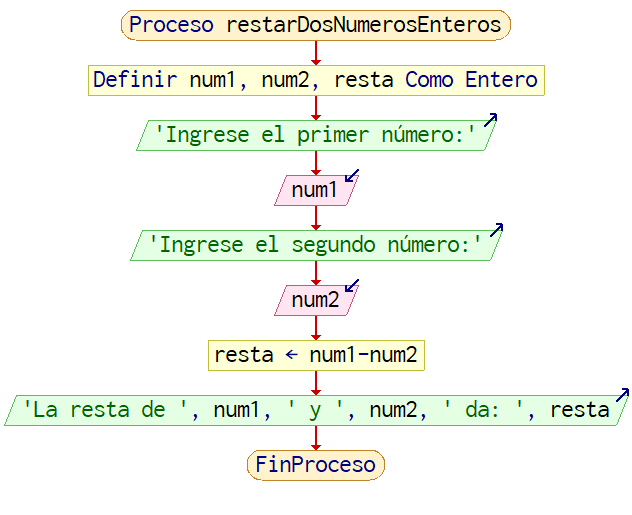 Proceso restarDosNumerosEnteros
Definir num1, num2, resta Como Entero
'Ingrese el primer número:'
num1
'Ingrese el segundo número:'
num2
resta ← num1-num2
'La resta de ', num1, ' y ', num2, ' da: ', resta
FinProceso